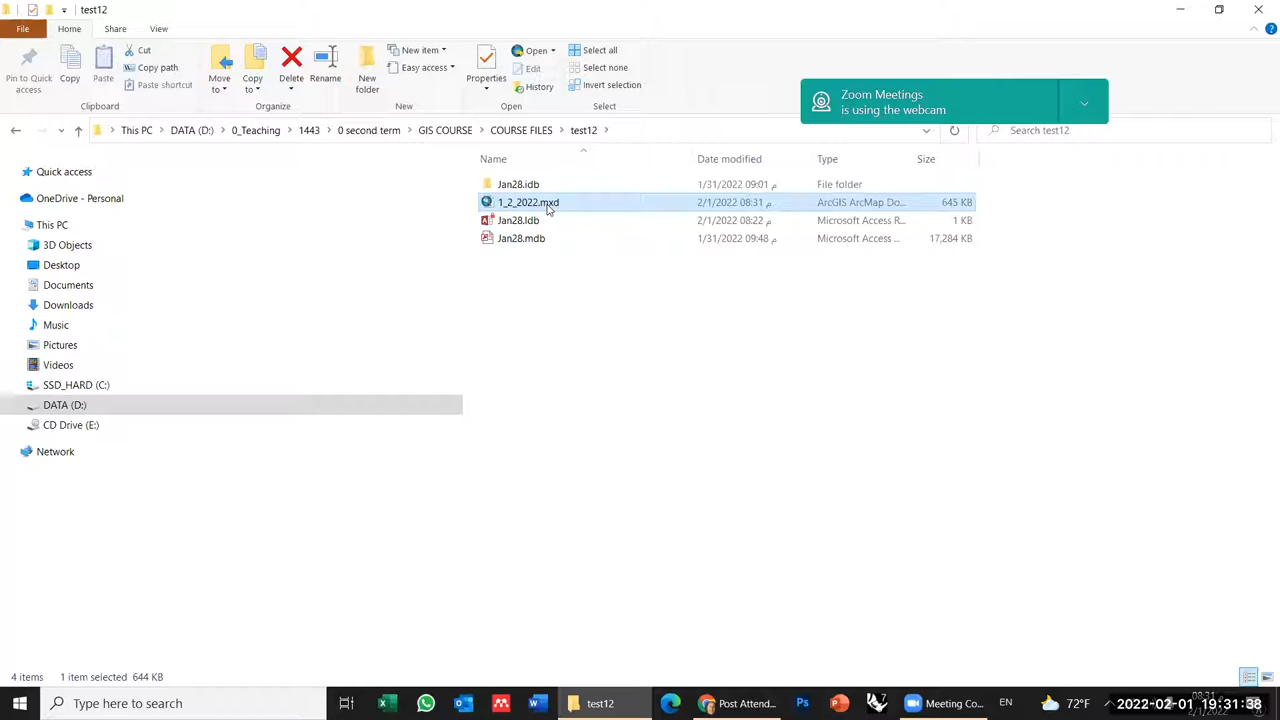 test12
File Home Share View
Pin to Quick access
Copy
Paste
Cut
Copy path
Paste shortcut
Clipboard
Move to
Copy to
Delete
Rename
Organize
New folder
New item
Easy access
New
Properties
Open
Edit
History
Open
Select all
Select none
Invert selection
Select
Zoom Meetings
is using the webcam
This PC > DATA (D:) > 0_Teaching > 1443 > 0 second term > GIS COURSE > COURSE FILES > test12 >
Search test12
Name Date modified Type Size
Jan28.idb 1/31/2022 09:01 م File folder
1_2_2022.mxd 2/1/2022 08:31 م ArcGIS ArcMap Do... 645 KB
Jan28.ldb 2/1/2022 08:22 م Microsoft Access R... 1 KB
Jan28.mdb 1/31/2022 09:48 م Microsoft Access ... 17,284 KB
Quick access
OneDrive - Personal
This PC
3D Objects
Desktop
Documents
Downloads
Music
Pictures
Videos
SSD_HARD (C:)
DATA (D:)
CD Drive (E:)
Network
4 items 1 item selected 644 KB
Type here to search
test12
Post Attend...
Meeting Co...
EN
72°F
08:31 م
2022-02-01 19:31:38